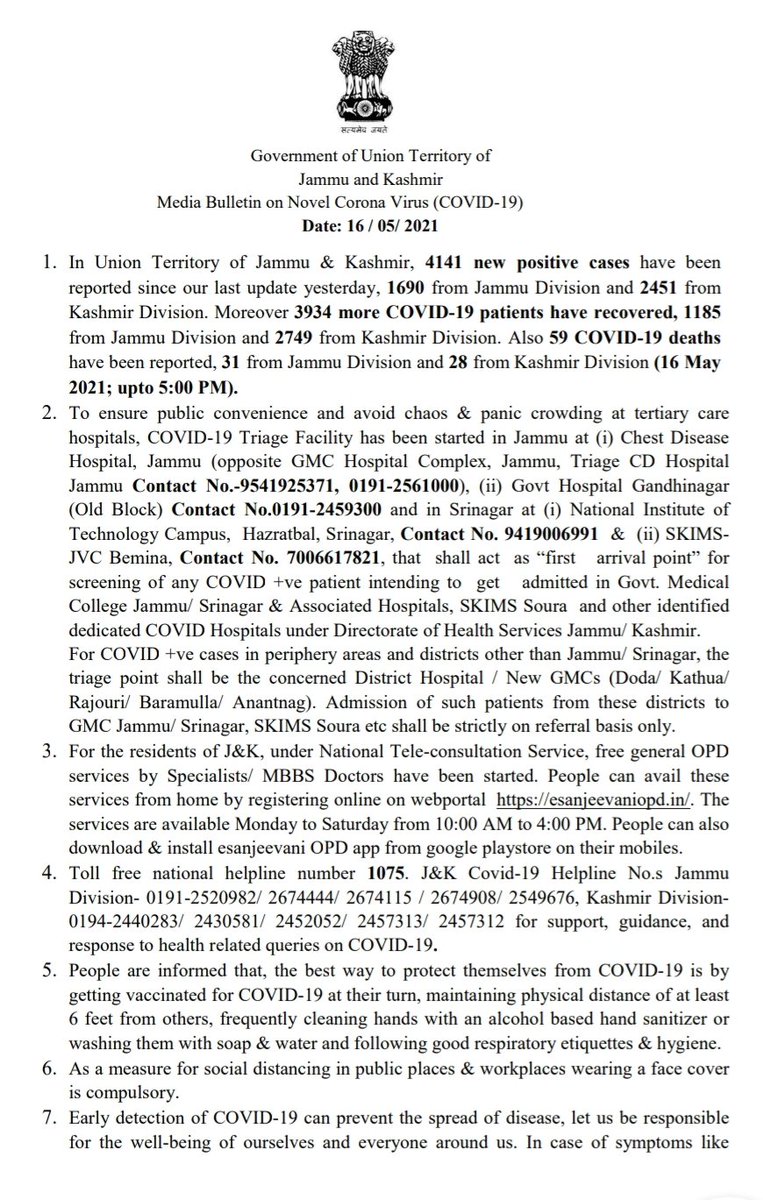 सत्यमेव जयते
Government of Union Territory of
Jammu and Kashmir
Media Bulletin on Novel Corona Virus (COVID-19)
Date: 16 / 05/ 2021
1. In Union Territory of Jammu & Kashmir, 4141 new positive cases have been
reported since our last update yesterday, 1690 from Jammu Division and 2451 from
Kashmir Division. Moreover 3934 more COVID-19 patients have recovered, 1185
from Jammu Division and 2749 from Kashmir Division. Also 59 COVID-19 deaths
have been reported, 31 from Jammu Division and 28 from Kashmir Division (16 May
2021; upto 5:00 PM).
2. To ensure public convenience and avoid chaos & panic crowding at tertiary care
hospitals, COVID-19 Triage Facility has been started in Jammu at (i) Chest Disease
Hospital, Jammu (opposite GMC Hospital Complex, Jammu, Triage CD Hospital
Jammu Contact No.-9541925371, 0191-2561000), (ii) Govt Hospital Gandhinagar
(Old Block) Contact No.0191-2459300 and in Srinagar at (i) National Institute of
Technology Campus, Hazratbal, Srinagar, Contact No. 9419006991 & (ii) SKIMS-
JVC Bemina, Contact No. 7006617821, that shall act as “first arrival point” for
screening of any COVID +ve patient intending to get admitted in Govt. Medical
College Jammu/ Srinagar & Associated Hospitals, SKIMS Soura and other identified
dedicated COVID Hospitals under Directorate of Health Services Jammu/ Kashmir.
For COVID +ve cases in periphery areas and districts other than Jammu/ Srinagar, the
triage point shall be the concerned District Hospital / New GMCs (Doda/ Kathua/
Rajouri/ Baramulla/ Anantnag). Admission of such patients from these districts to
GMC Jammu/ Srinagar, SKIMS Soura etc shall be strictly on referral basis only.
3. For the residents of J&K, under National Tele-consultation Service, free general OPD
services by Specialists/ MBBS Doctors have been started. People can avail these
services from home by registering online on webportal https://esanjeevaniopd.in/. The
services are available Monday to Saturday from 10:00 AM to 4:00 PM. People can also
download & install esanjeevani OPD app from google playstore on their mobiles.
4. Toll free national helpline number 1075. J&K Covid-19 Helpline No.s Jammu
Division- 0191-2520982/ 2674444/ 2674115 / 2674908/ 2549676, Kashmir Division-
0194-2440283/ 2430581/ 2452052/ 2457313/ 2457312 for support, guidance, and
response to health related queries on COVID-19.
5. People are informed that, the best way to protect themselves from COVID-19 is by
getting vaccinated for COVID-19 at their turn, maintaining physical distance of at least
6 feet from others, frequently cleaning hands with an alcohol based hand sanitizer or
washing them with soap & water and following good respiratory etiquettes & hygiene.
6. As a measure for social distancing in public places & workplaces wearing a face cover
is compulsory.
7. Early detection of COVID-19 can prevent the spread of disease, let us be responsible
for the well-being of ourselves and everyone around us. In case of symptoms like